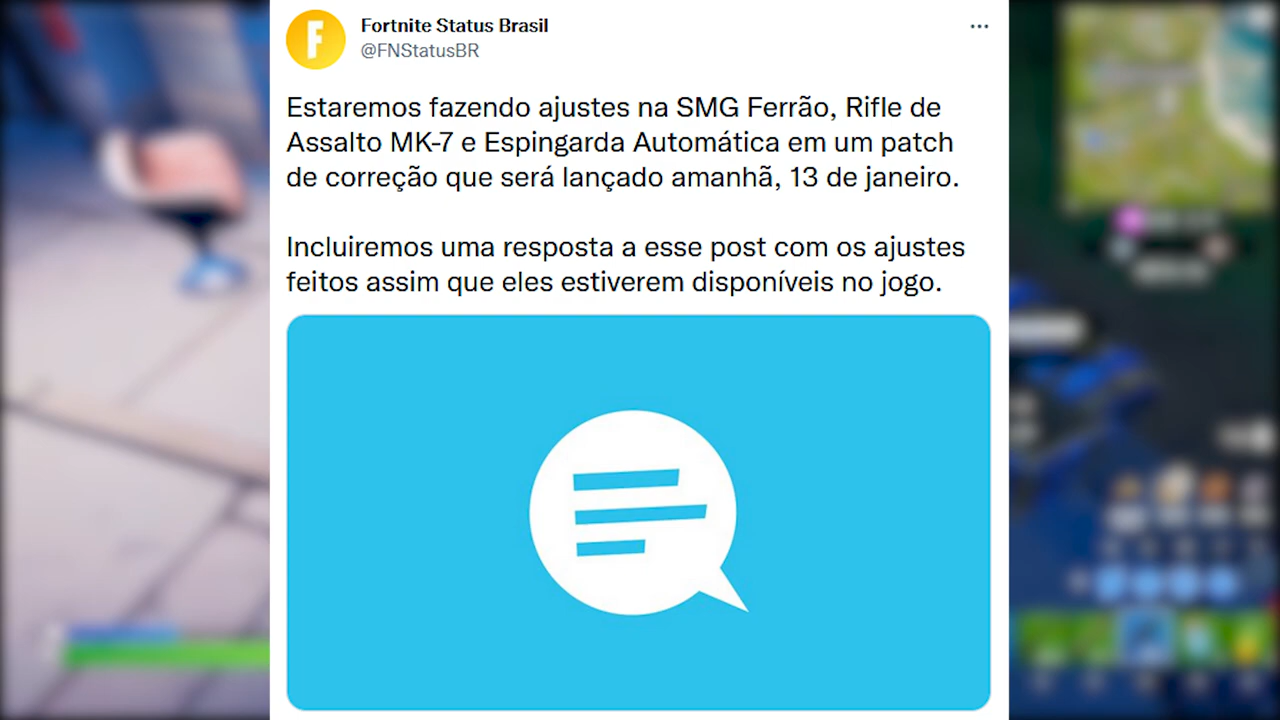 Fortnite Status Brasil
@FNStatusBR
Estaremos fazendo ajustes na SMG Ferrão, Rifle de
Assalto MK-7 e Espingarda Automática em um patch
de correção que será lançado amanhã, 13 de janeiro.
Incluiremos uma resposta a esse post com os ajustes
feitos assim que eles estiverem disponíveis no jogo.